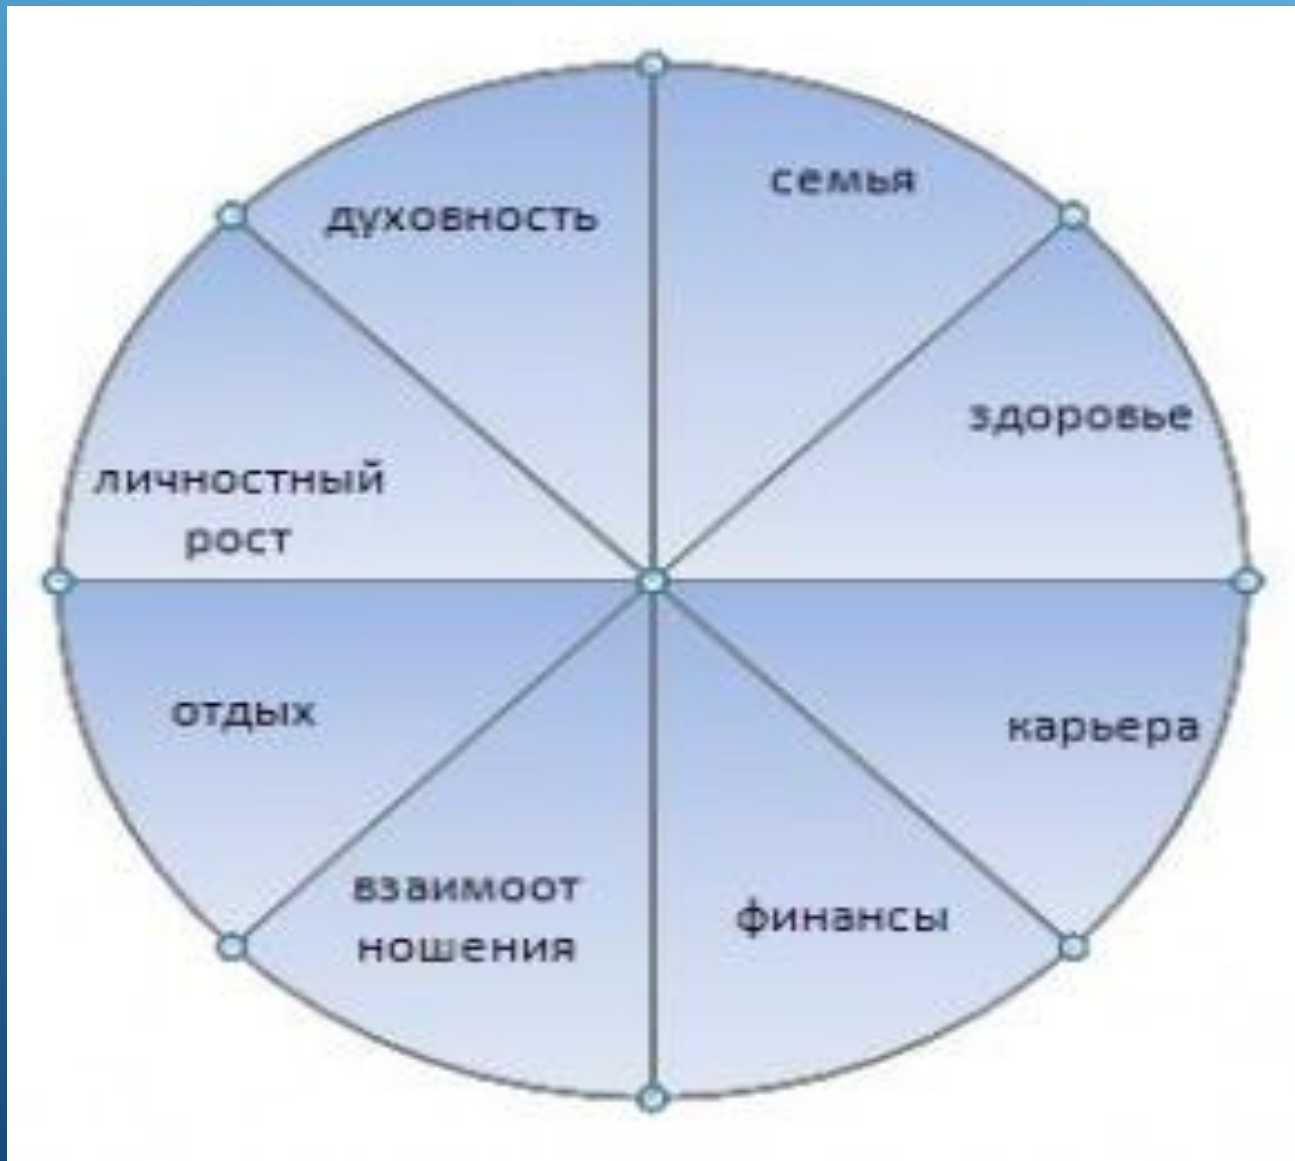 семья
духовность
здоровье
личностный
рост
отдых
карьера
взаимоот
ношения
финансы